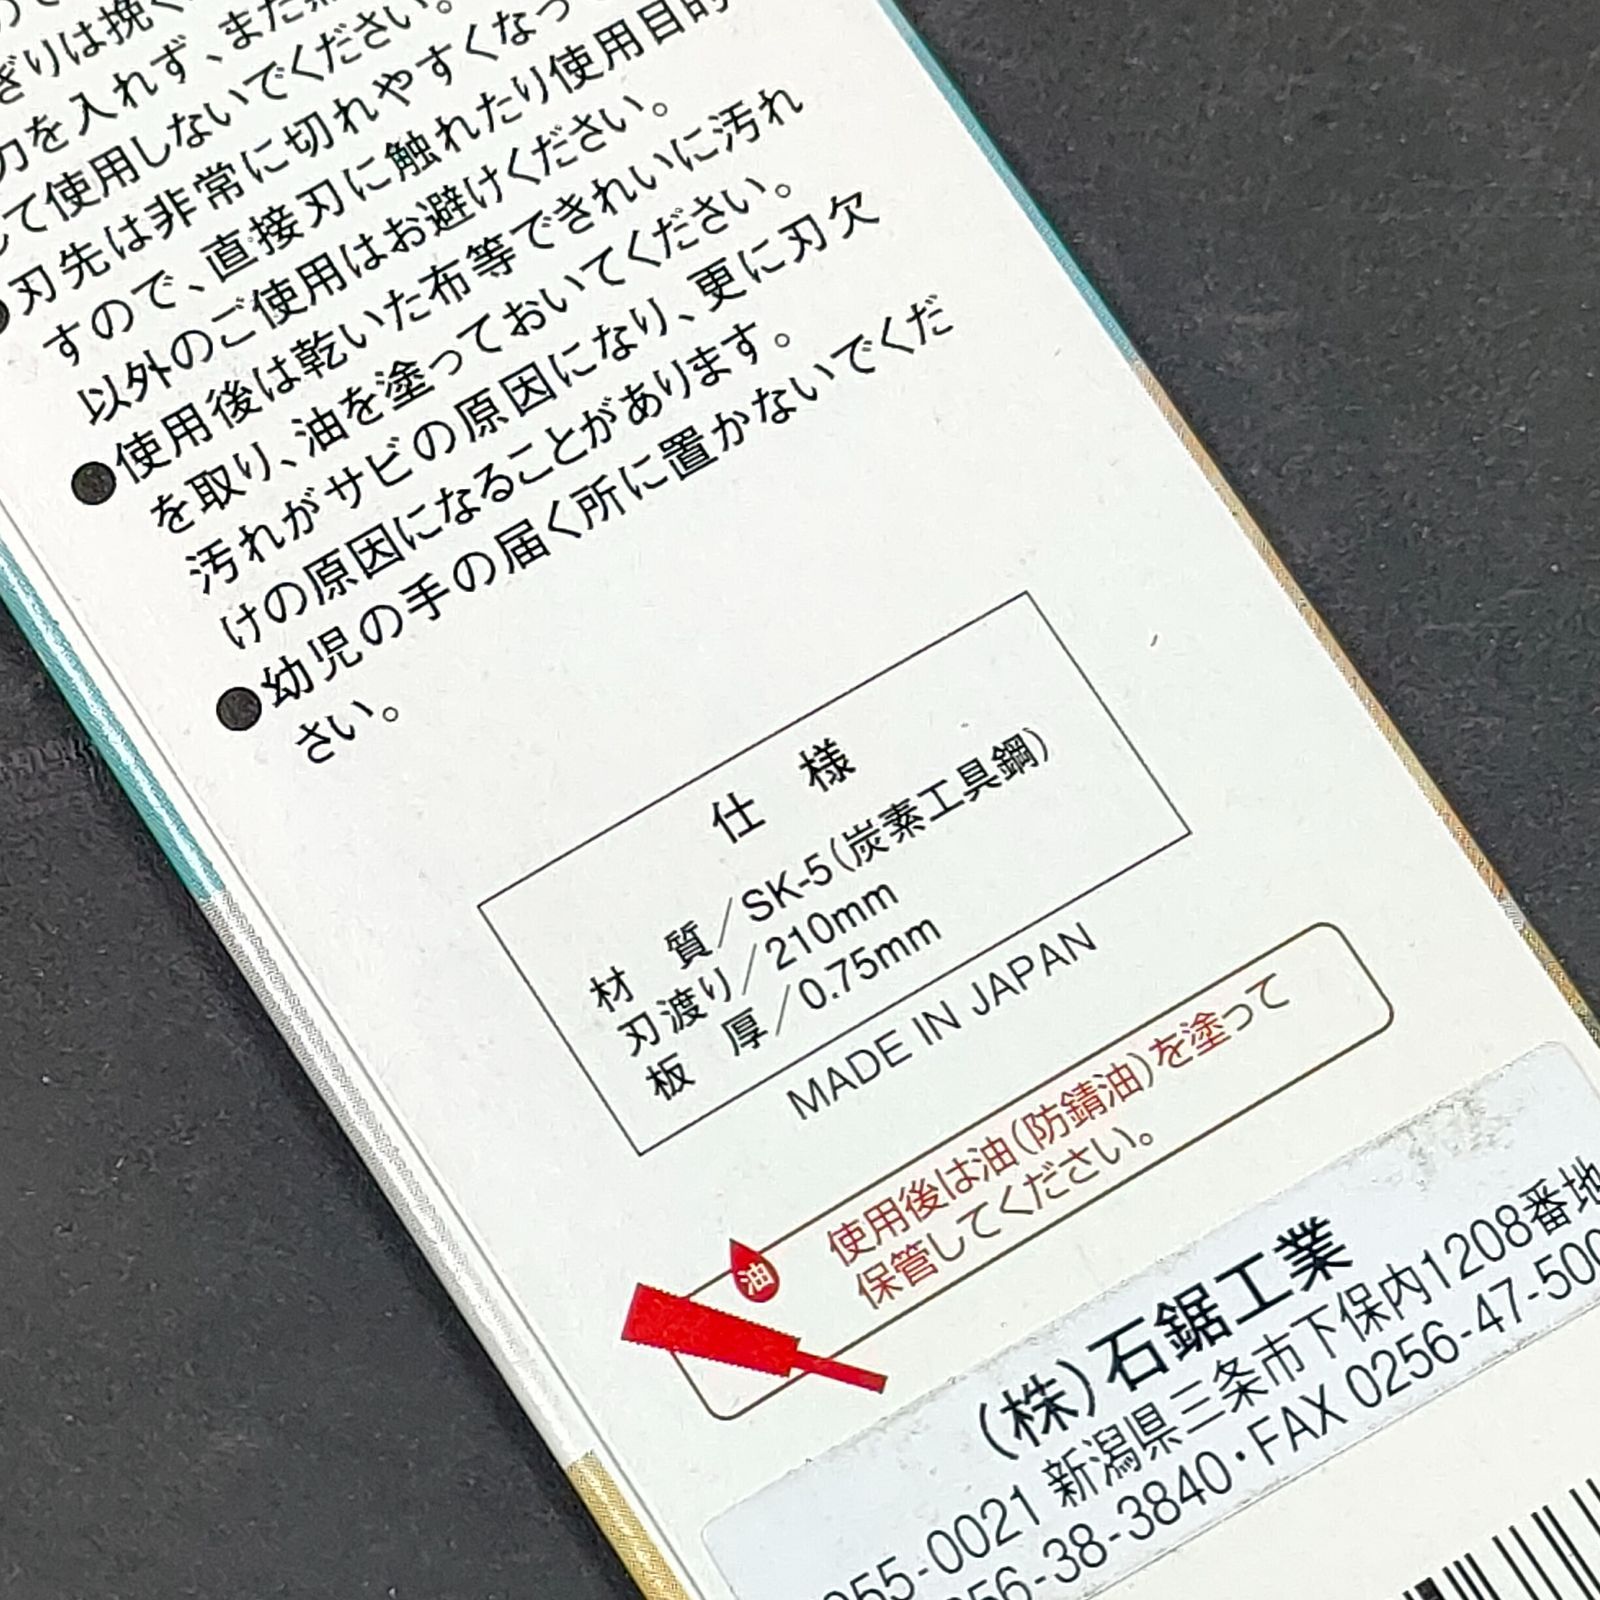 ぎりは挽く
力を入れず、また
して使用しないでください。
●刃先は非常に切れやすくなって
すので、直接刃に触れたり使用目的
以外のご使用はお避けください。
●使用後は乾いた布等できれいに汚れ
を取り、油を塗っておいてください。
汚れがサビの原因になり、更に刃欠
けの原因になることがあります。
●幼児の手の届く所に置かないでくだ
さい。
仕 様
材 質／SK-5（炭素工具鋼）
刃渡り／210mm
板 厚／0.75mm
MADE IN JAPAN
油
使用後は油（防錆油）を塗って
保管してください。
（株）石鋸工業
955-0021 新潟県三条市下保内1208番地
256-38-3840・FAX 0256-47-500